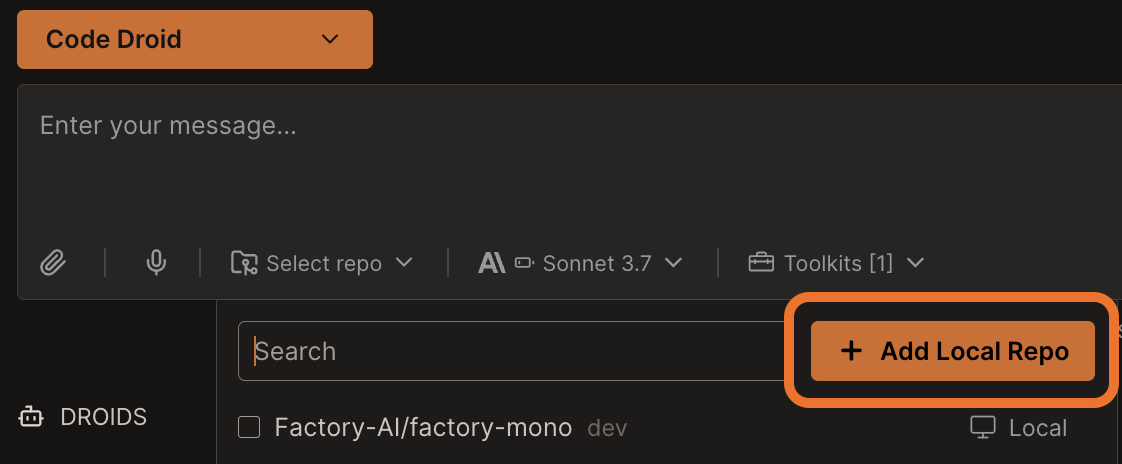 Code Droid
Enter your message...
Select repo Sonnet 3.7 Toolkits [1]
Search + Add Local Repo
DROIDS
Factory-AI/factory-mono dev Local